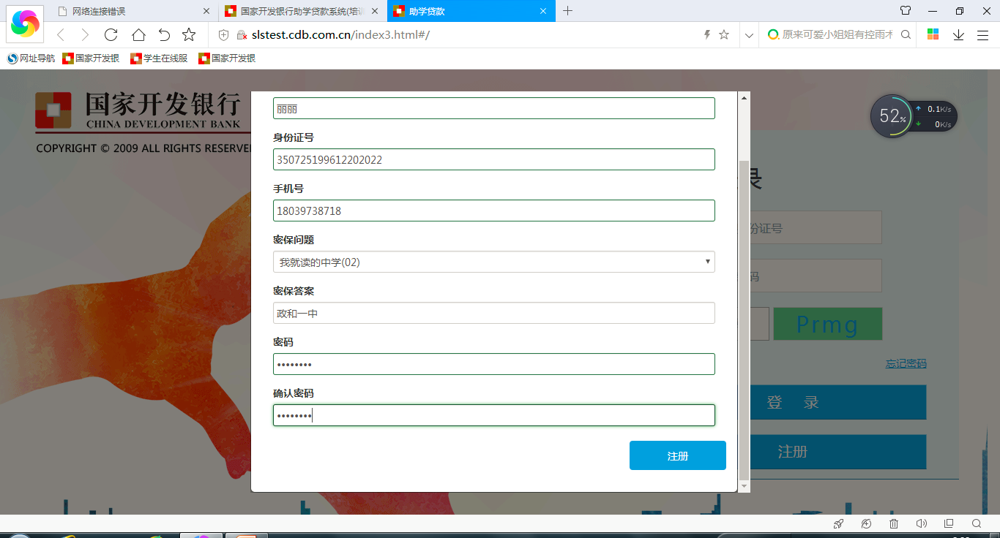 网络连接错误
国家开发银行助学贷款系统(培训
助学贷款
slstest.cdb.com.cn/index3.html#/
原来可爱小姐姐有控雨术
网址导航
国家开发银
学生在线服
国家开发银
国家开发银行
CHINA DEVELOPMENT BANK
COPYRIGHT © 2009 ALL RIGHTS RESERVE
52%
0.1K/s
0K/s
丽丽
身份证号
350725199612202022
手机号
18039738718
密保问题
我就读的中学(02)
密保答案
政和一中
密码
••••••••
确认密码
••••••••
注册
录
份证号
码
Prmg
忘记密码
登 录
注册